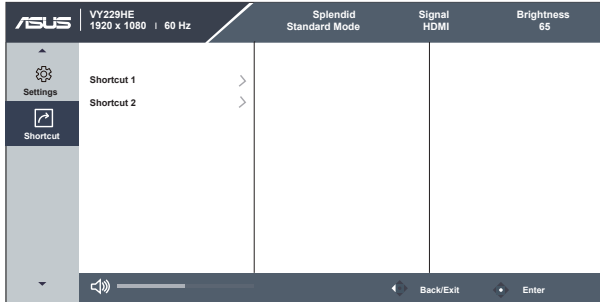 ASUS
VY229HE
1920 x 1080 | 60 Hz
Splendid
Standard Mode
Signal
HDMI
Brightness
65
Settings
Shortcut
Shortcut 1
Shortcut 2
Back/Exit
Enter